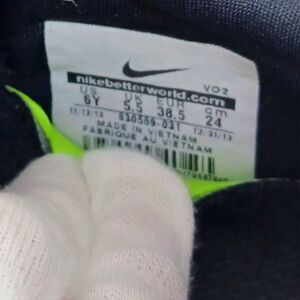 VO2
nikebetterworld.com
US UK EUR cm
6Y 5.5 38.5 24
11/13/13 630509-031 12/31/13
MADE IN VIETNAM
FABRIQUE AU VIETNAM